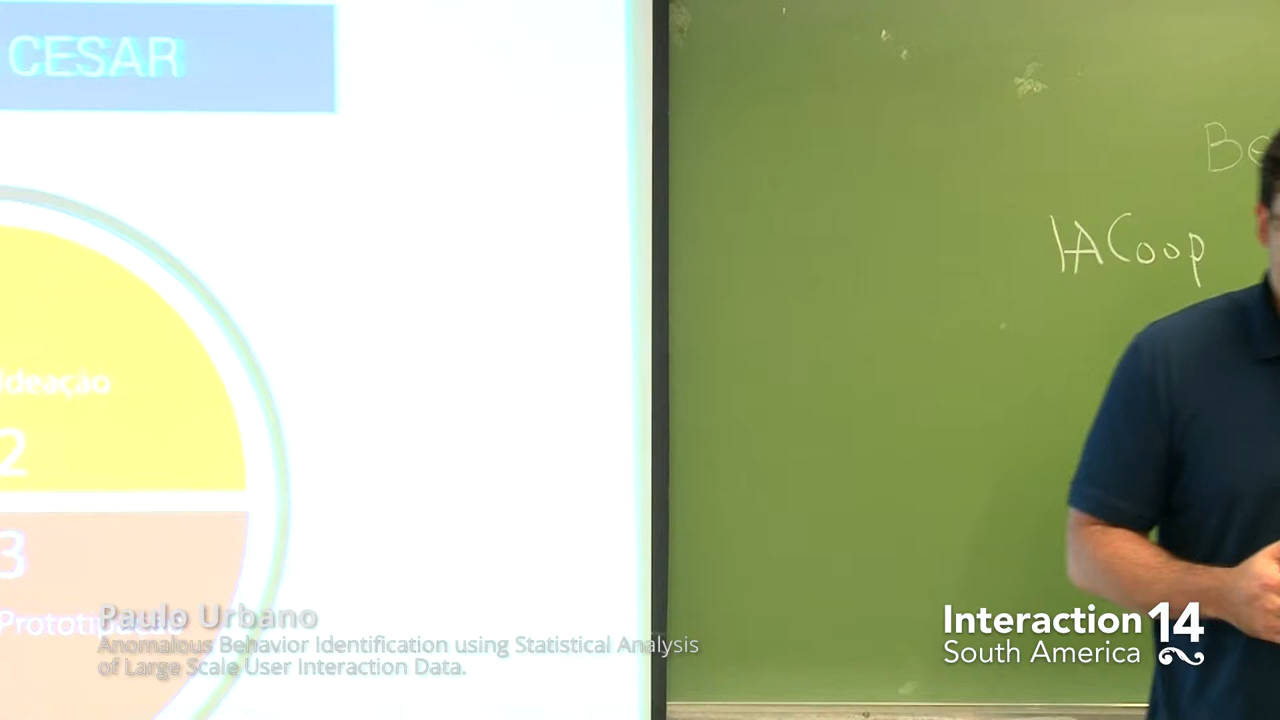 CESAR
Ideação
2
3
IACoop
Paulo Urbano
Anomalous Behavior Identification using Statistical Analysis
of Large Scale User Interaction Data.
Interaction 14
South America